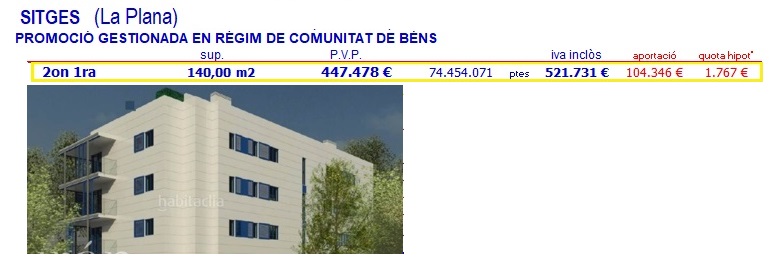 SITGES (La Plana)
PROMOCIÓ GESTIONADA EN RÈGIM DE COMUNITAT DE BÉNS
sup. P.V.P. iva inclòs aportació quota hipot*
2on 1ra 140,00 m2 447.478 € 74.454.071 ptes 521.731 € 104.346 € 1.767 €
habitaclia